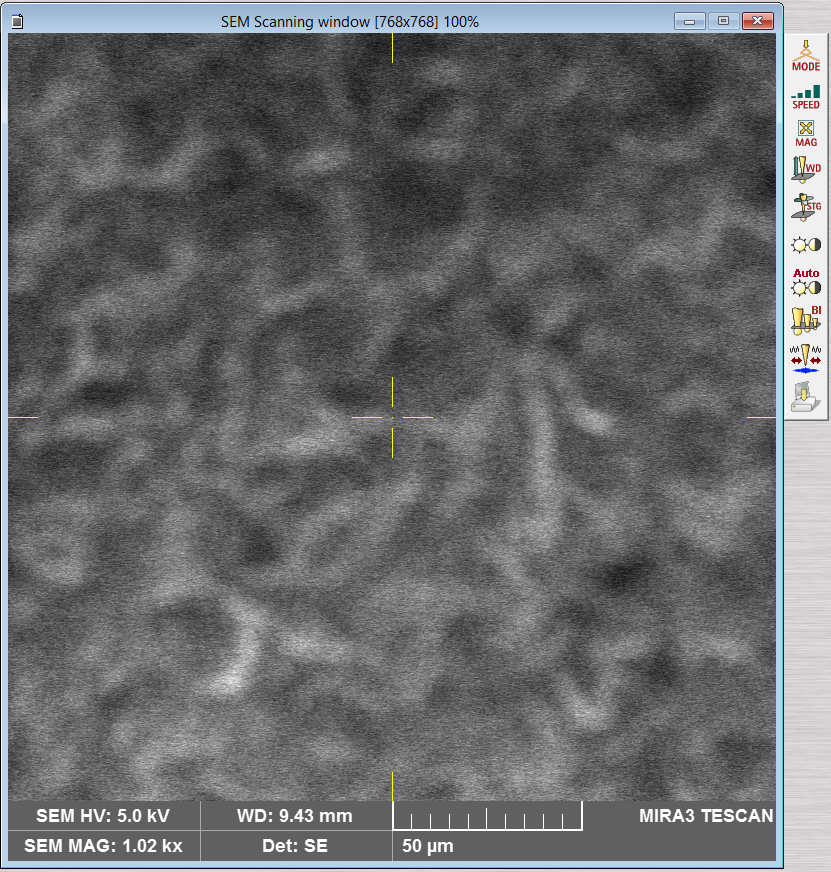 SEM Scanning window [768x768] 100%
MODE
SPEED
MAG
WD
STG
Auto
BI
SEM HV: 5.0 kV
WD: 9.43 mm
MIRA3 TESCAN
SEM MAG: 1.02 kx
Det: SE
50 µm